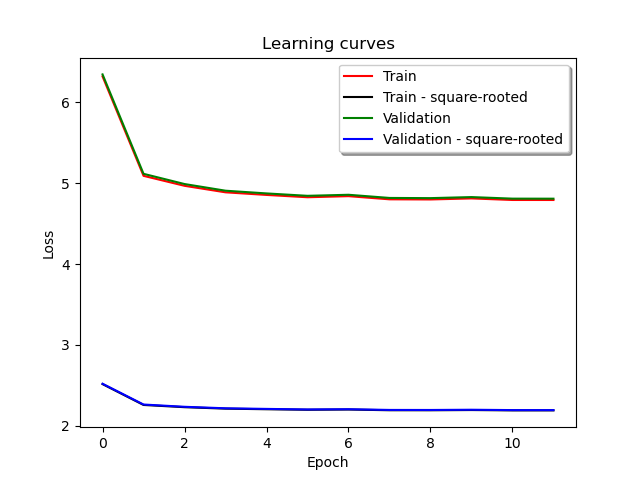 Learning curves
Train
Train - square-rooted
Validation
Validation - square-rooted
6
5
4
3
2
Loss
0 2 4 6 8 10
Epoch